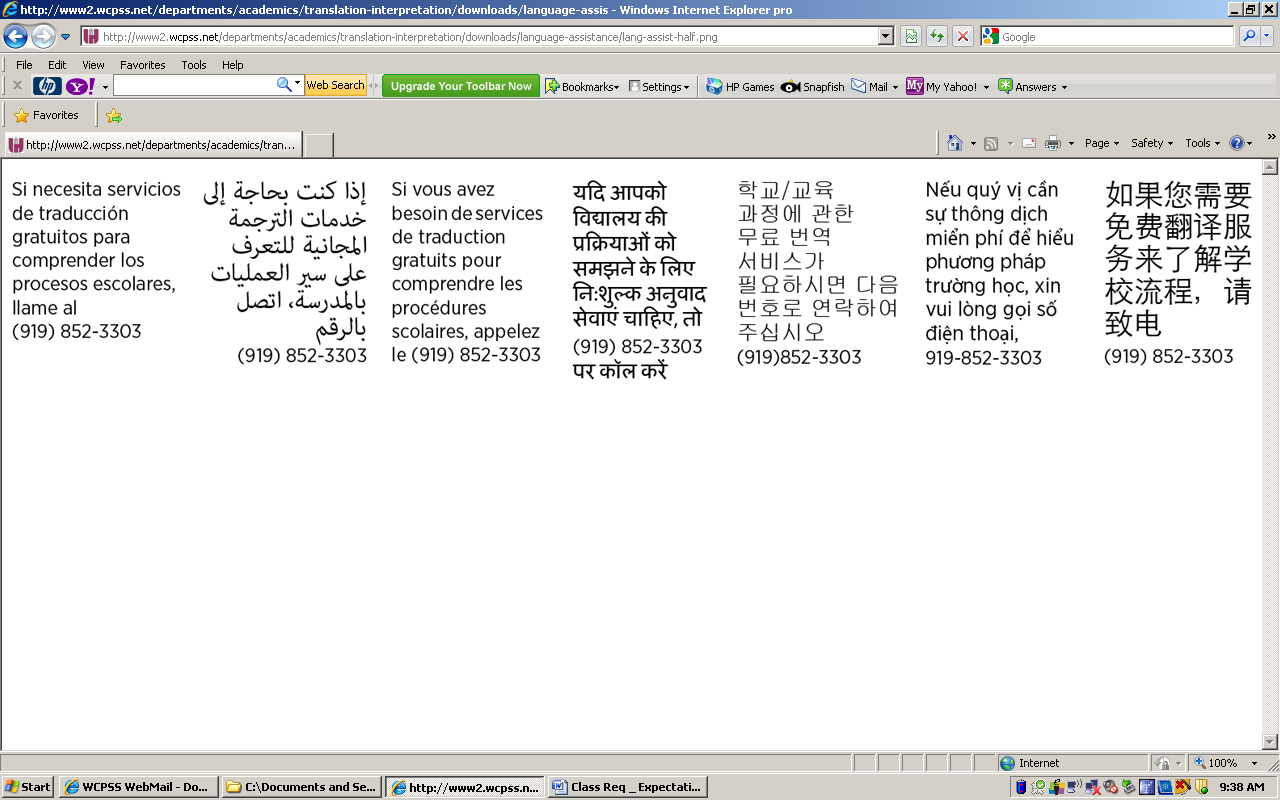 http://www2.wcpss.net/departments/academics/translation-interpretation/downloads/language-assis - Windows Internet Explorer pro
http://www2.wcpss.net/departments/academics/translation-interpretation/downloads/language-assistance/lang-assist-half.png
Google
File Edit View Favorites Tools Help
Web Search
Upgrade Your Toolbar Now
Bookmarks
Settings
HP Games
Snapfish
Mail
My Yahoo!
Answers
Favorites
http://www2.wcpss.net/departments/academics/tran...
Page
Safety
Tools
Si necesita servicios
de traducción
gratuitos para
comprender los
procesos escolares,
llame al
(919) 852-3303
إذا كنت بحاجة إلى
خدمات الترجمة
المجانية للتعرف
على سير العمليات
بالمدرسة، اتصل
بالرقم
(919) 852-3303
Si vous avez
besoin de services
de traduction
gratuits pour
comprendre les
procédures
scolaires, appelez
le (919) 852-3303
यदि आपको
विद्यालय की
प्रक्रियाओं को
समझने के लिए
नि:शुल्क अनुवाद
सेवाएं चाहिए, तो
(919) 852-3303
पर कॉल करें
학교/교육
과정에 관한
무료 번역
서비스가
필요하시면 다음
번호로 연락하여
주십시오
(919)852-3303
Nếu quý vị cần
sự thông dịch
miển phí để hiểu
phương pháp
trường học, xin
vui lòng gọi số
điện thoại,
919-852-3303
如果您需要
免费翻译服
务来了解学
校流程，请
致电
(919) 852-3303
Internet
100%
Start
WCPSS WebMail - Do...
C:\Documents and Se...
http://www2.wcpss.n...
Class Req _ Expectati...
9:38 AM